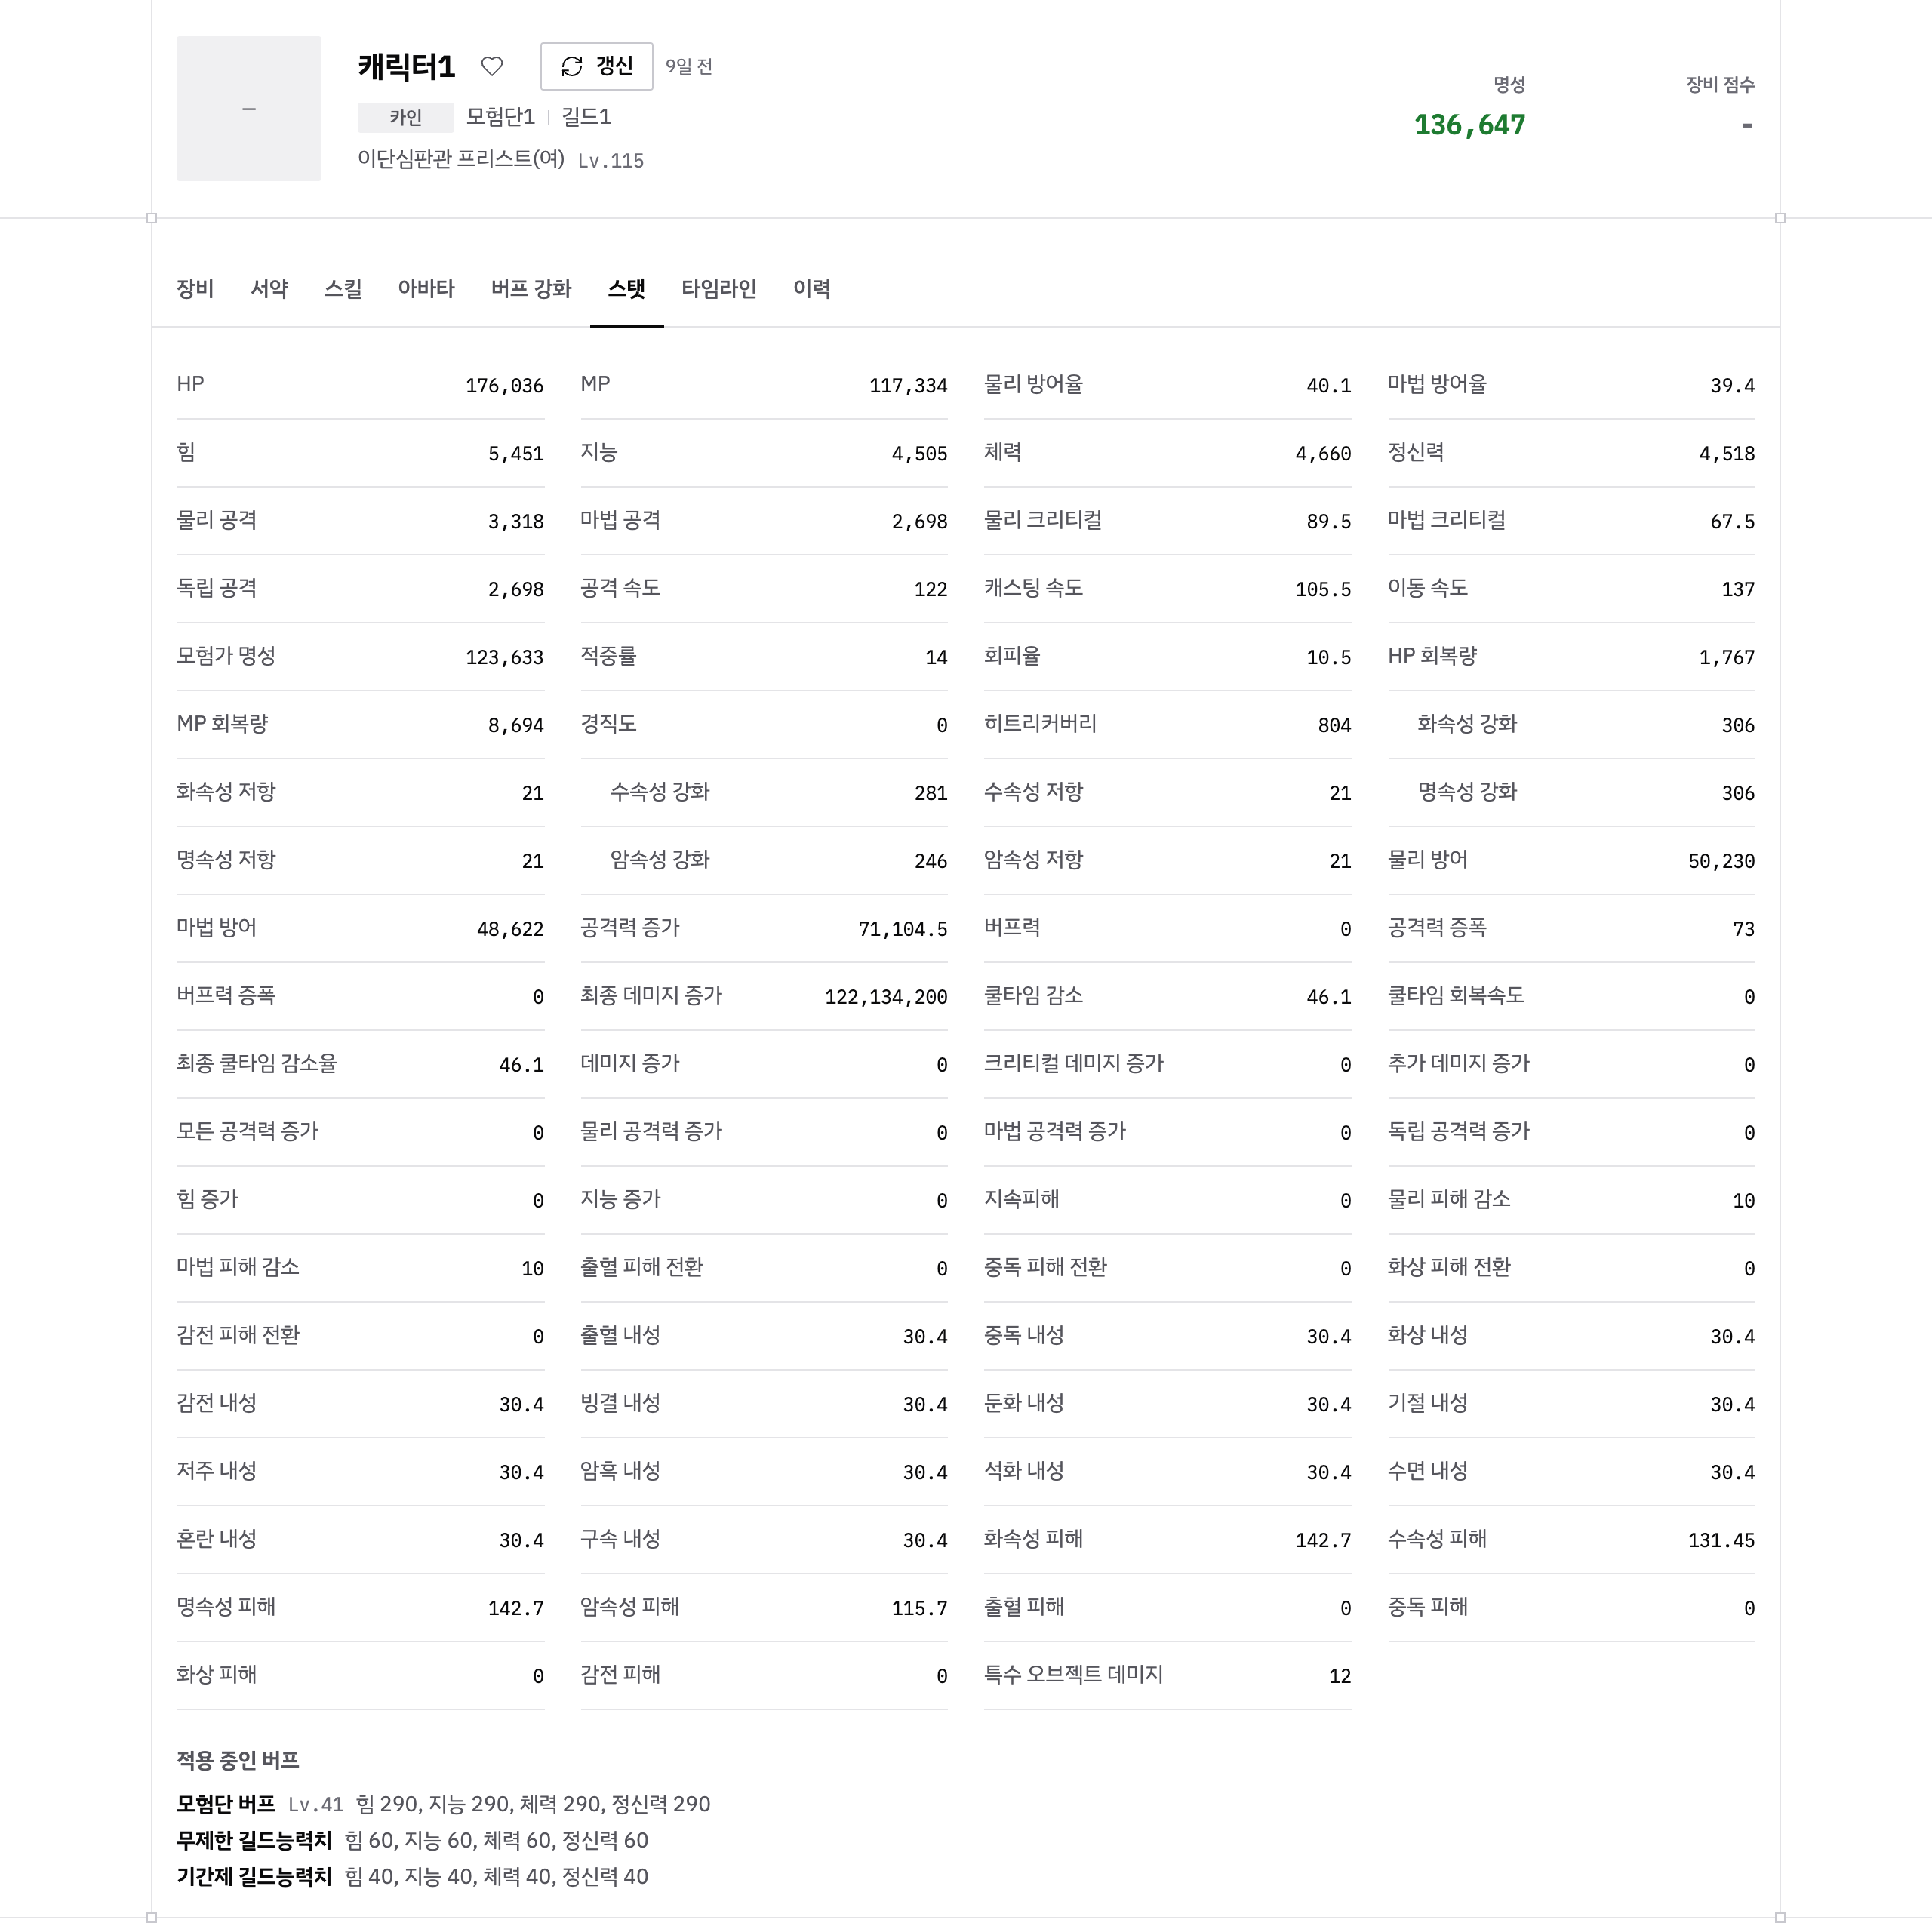 캐릭터1 갱신 9일 전
카인 모험단1 길드1
이단심판관 프리스트(여) Lv.115
명성 장비 점수
136,647 -
장비 서약 스킬 아바타 버프 강화 스탯 타임라인 이력
HP 176,036 MP 117,334 물리 방어율 40.1 마법 방어율 39.4
힘 5,451 지능 4,505 체력 4,660 정신력 4,518
물리 공격 3,318 마법 공격 2,698 물리 크리티컬 89.5 마법 크리티컬 67.5
독립 공격 2,698 공격 속도 122 캐스팅 속도 105.5 이동 속도 137
모험가 명성 123,633 적중률 14 회피율 10.5 HP 회복량 1,767
MP 회복량 8,694 경직도 0 히트리커버리 804 화속성 강화 306
화속성 저항 21 수속성 강화 281 수속성 저항 21 명속성 강화 306
명속성 저항 21 암속성 강화 246 암속성 저항 21 물리 방어 50,230
마법 방어 48,622 공격력 증가 71,104.5 버프력 0 공격력 증폭 73
버프력 증폭 0 최종 데미지 증가 122,134,200 쿨타임 감소 46.1 쿨타임 회복속도 0
최종 쿨타임 감소율 46.1 데미지 증가 0 크리티컬 데미지 증가 0 추가 데미지 증가 0
모든 공격력 증가 0 물리 공격력 증가 0 마법 공격력 증가 0 독립 공격력 증가 0
힘 증가 0 지능 증가 0 지속피해 0 물리 피해 감소 10
마법 피해 감소 10 출혈 피해 전환 0 중독 피해 전환 0 화상 피해 전환 0
감전 피해 전환 0 출혈 내성 30.4 중독 내성 30.4 화상 내성 30.4
감전 내성 30.4 빙결 내성 30.4 둔화 내성 30.4 기절 내성 30.4
저주 내성 30.4 암흑 내성 30.4 석화 내성 30.4 수면 내성 30.4
혼란 내성 30.4 구속 내성 30.4 화속성 피해 142.7 수속성 피해 131.45
명속성 피해 142.7 암속성 피해 115.7 출혈 피해 0 중독 피해 0
화상 피해 0 감전 피해 0 특수 오브젝트 데미지 12
적용 중인 버프
모험단 버프 Lv.41 힘 290, 지능 290, 체력 290, 정신력 290
무제한 길드능력치 힘 60, 지능 60, 체력 60, 정신력 60
기간제 길드능력치 힘 40, 지능 40, 체력 40, 정신력 40